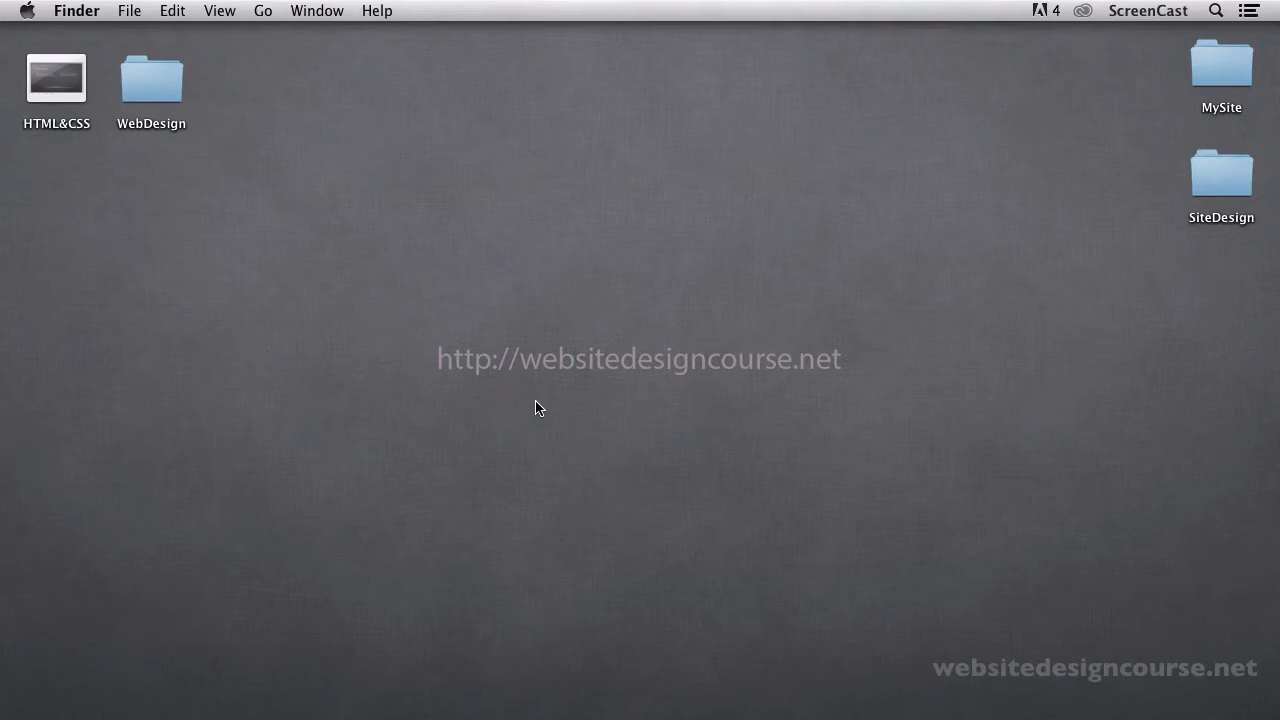 Finder File Edit View Go Window Help 4 ScreenCast
HTML&CSS WebDesign MySite
SiteDesign
http://websitedesigncourse.net
websitedesigncourse.net